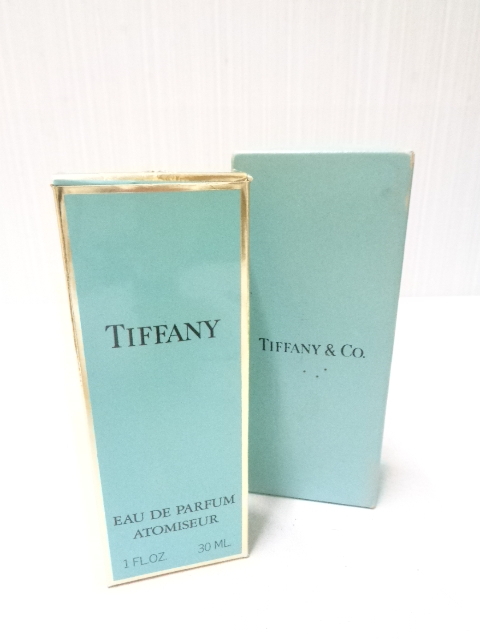 TIFFANY
EAU DE PARFUM
ATOMISEUR
1 FL.OZ. 30 ML.
TIFFANY & CO.